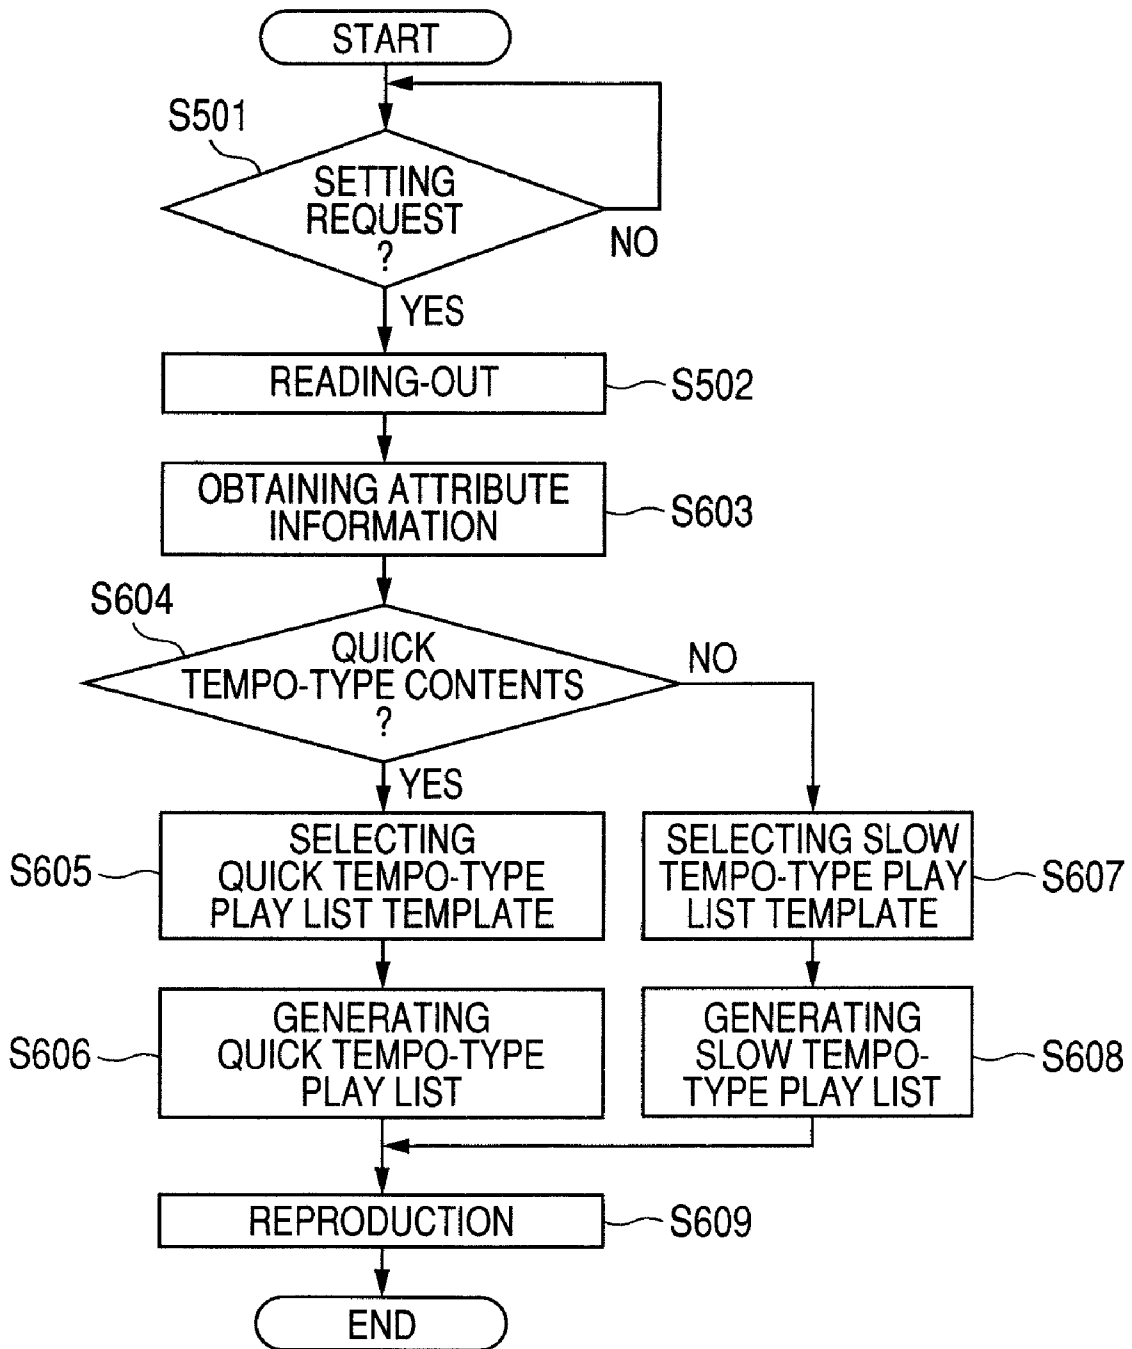 START
S501
SETTING
REQUEST
?
NO
YES
READING-OUT
S502
OBTAINING ATTRIBUTE
INFORMATION
S603
S604
QUICK
TEMPO-TYPE CONTENTS
?
NO
YES
S605
SELECTING
QUICK TEMPO-TYPE
PLAY LIST TEMPLATE
SELECTING SLOW
TEMPO-TYPE PLAY
LIST TEMPLATE
S607
S606
GENERATING
QUICK TEMPO-TYPE
PLAY LIST
GENERATING
SLOW TEMPO-
TYPE PLAY LIST
S608
REPRODUCTION
S609
END